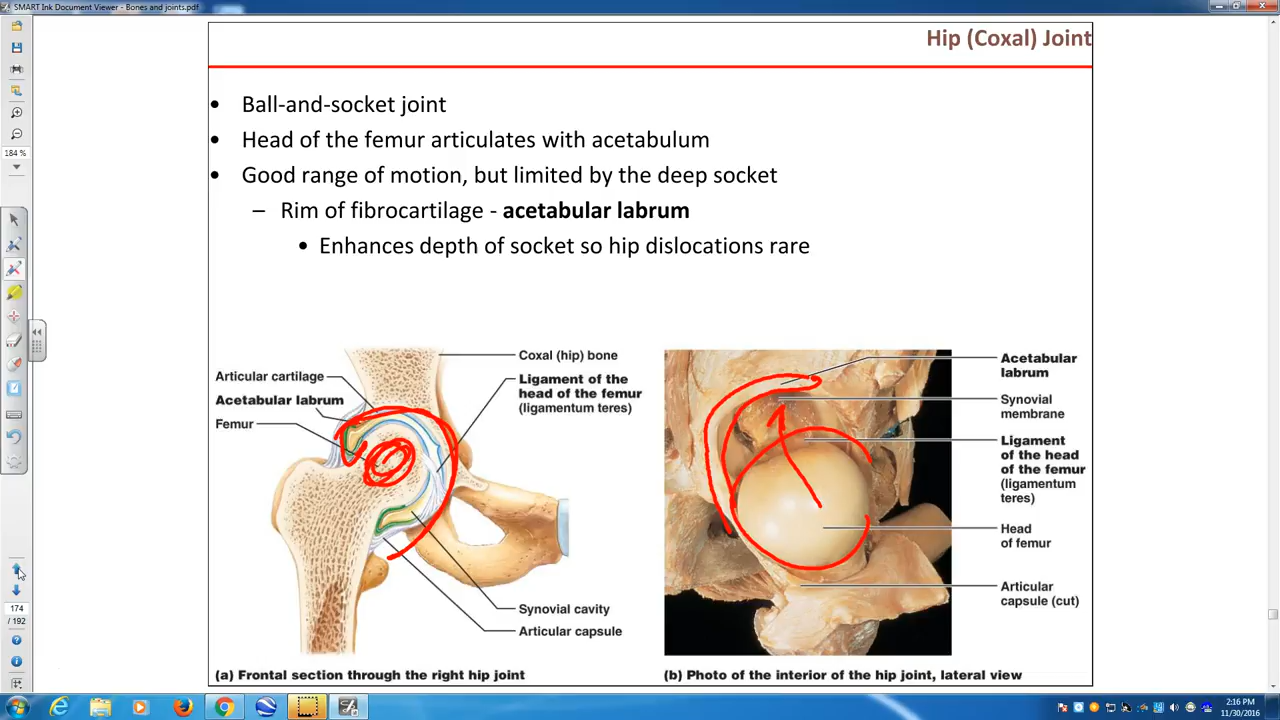 SMART Ink Document Viewer - Bones and joints.pdf
Hip (Coxal) Joint
184 %
• Ball-and-socket joint
• Head of the femur articulates with acetabulum
• Good range of motion, but limited by the deep socket
– Rim of fibrocartilage - acetabular labrum
• Enhances depth of socket so hip dislocations rare
Coxal (hip) bone
Articular cartilage
Ligament of the
head of the femur
(ligamentum teres)
Acetabular labrum
Femur
Synovial cavity
Articular capsule
(a) Frontal section through the right hip joint
Acetabular
labrum
Synovial
membrane
Ligament
of the head
of the femur
(ligamentum
teres)
Head
of femur
Articular
capsule (cut)
(b) Photo of the interior of the hip joint, lateral view
174
/ 192
2:16 PM
11/30/2016